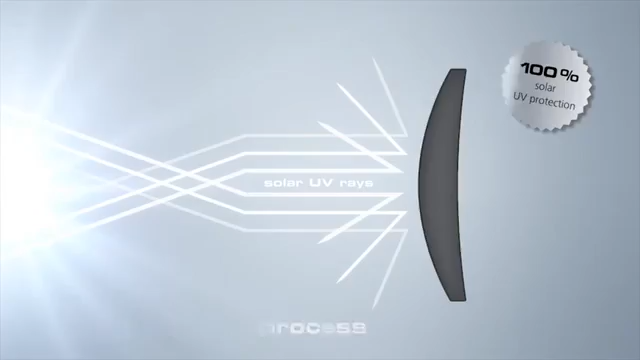 100%
solar
UV protection
solar UV rays
process